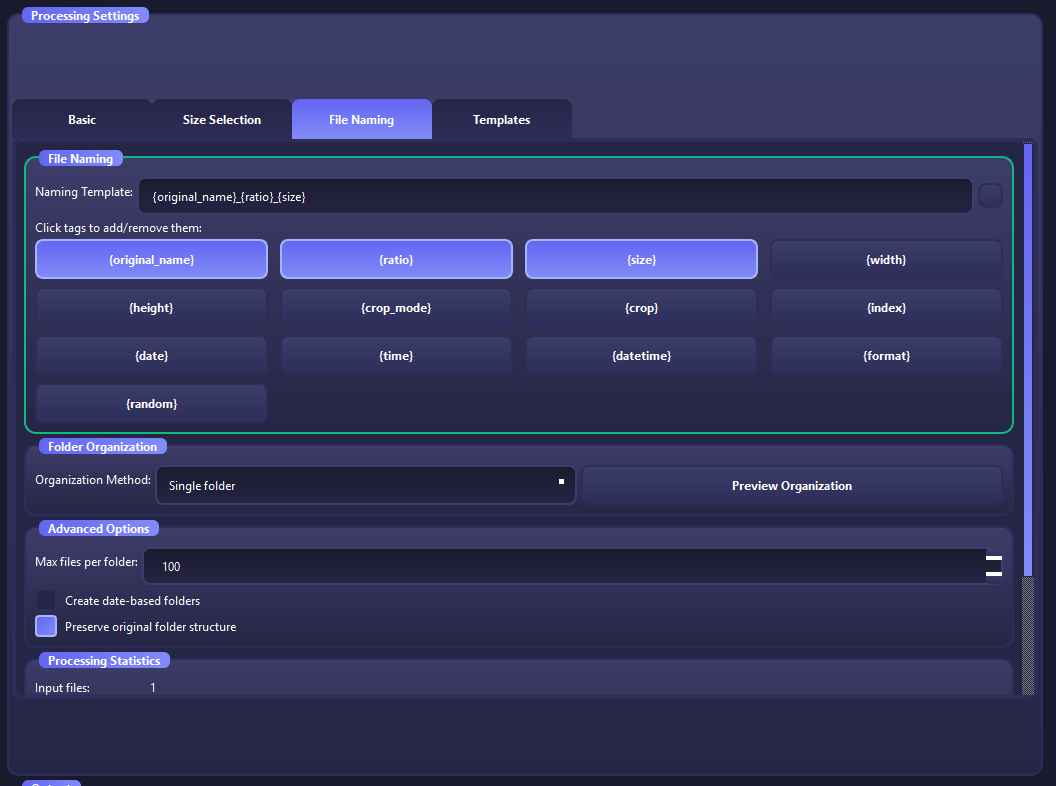 Processing Settings
Basic Size Selection File Naming Templates
File Naming
Naming Template: {original_name}_{ratio}_{size}
Click tags to add/remove them:
{original_name} {ratio} {size} {width}
{height} {crop_mode} {crop} {index}
{date} {time} {datetime} {format}
{random}
Folder Organization
Organization Method: Single folder Preview Organization
Advanced Options
Max files per folder: 100
Create date-based folders
Preserve original folder structure
Processing Statistics
Input files: 1